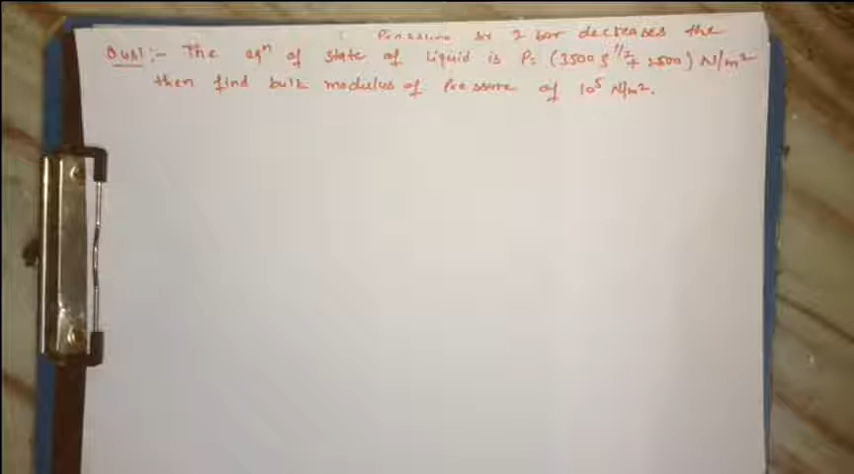 Pressure by 2 bar decreases the
Ques!:- The eqⁿ of state of liquid is P= (3500 ρ^1/2 + 2500) N/m²
then find bulk modulus of Pressure of 10⁵ N/m².